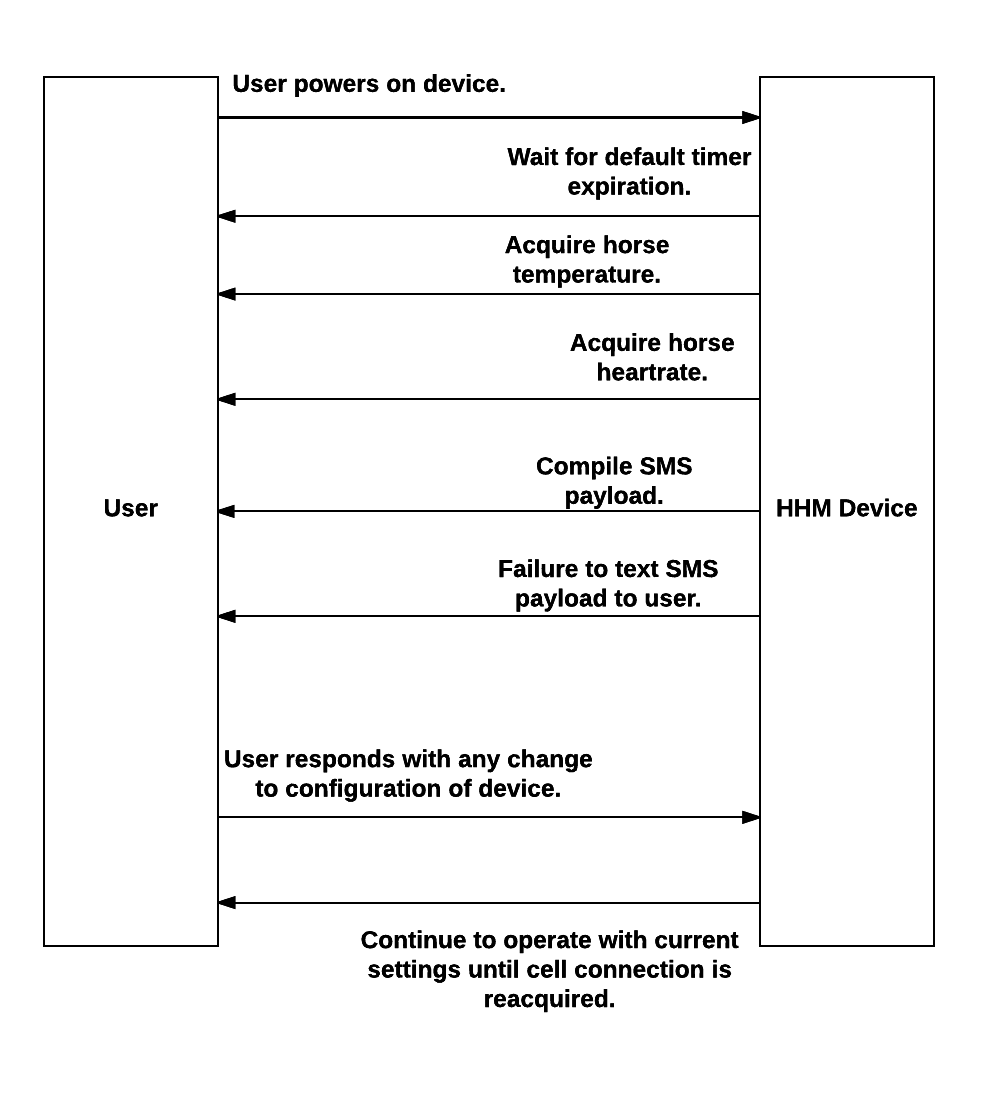 User powers on device.
Wait for default timer
expiration.
Acquire horse
temperature.
Acquire horse
heartrate.
Compile SMS
payload.
User
HHM Device
Failure to text SMS
payload to user.
User responds with any change
to configuration of device.
Continue to operate with current
settings until cell connection is
reacquired.